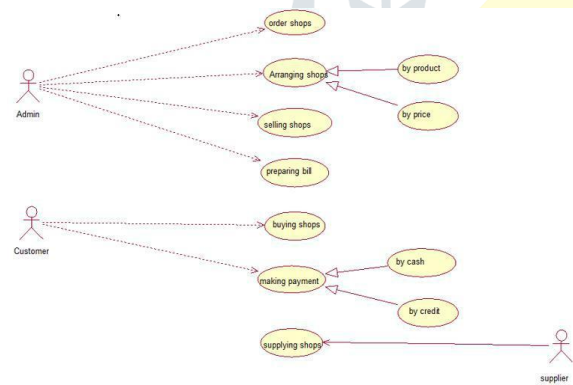 order shops
Arranging shops
by product
by price
Admin
selling shops
preparing bill
buying shops
Customer
by cash
making payment
by credit
supplying shops
supplier